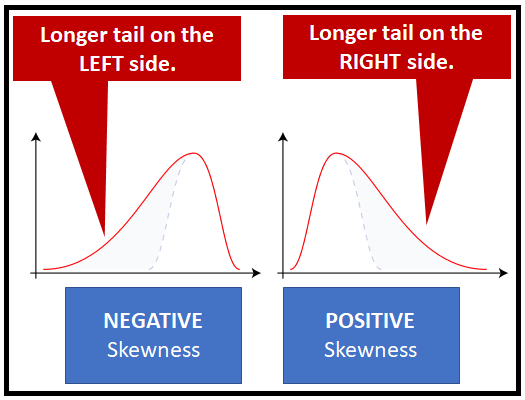 Longer tail on the
LEFT side.
Longer tail on the
RIGHT side.
NEGATIVE
Skewness
POSITIVE
Skewness